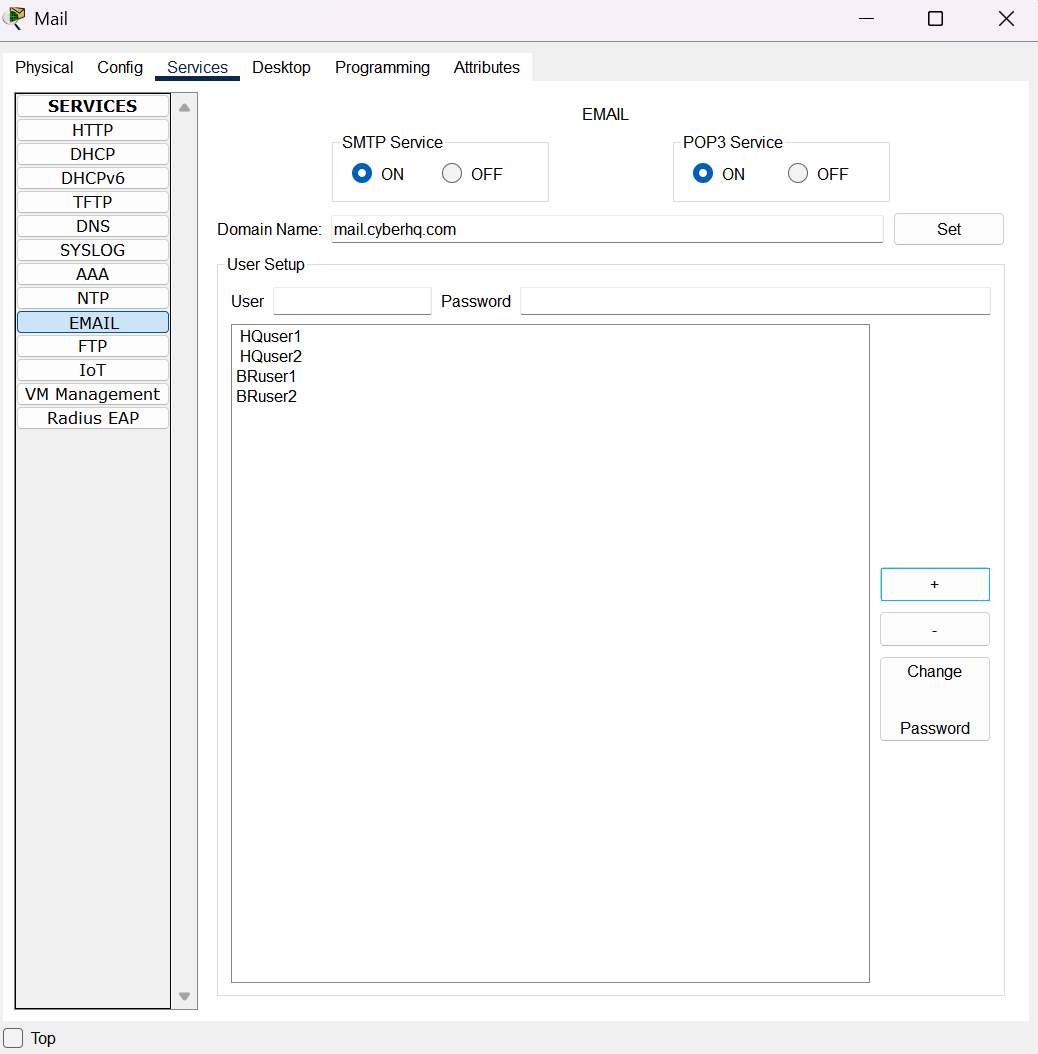 Mail
Physical Config Services Desktop Programming Attributes
SERVICES
HTTP
DHCP
DHCPv6
TFTP
DNS
SYSLOG
AAA
NTP
EMAIL
FTP
IoT
VM Management
Radius EAP
EMAIL
SMTP Service
ON OFF
POP3 Service
ON OFF
Domain Name: mail.cyberhq.com Set
User Setup
User Password
HQuser1
HQuser2
BRuser1
BRuser2
+
-
Change
Password
Top